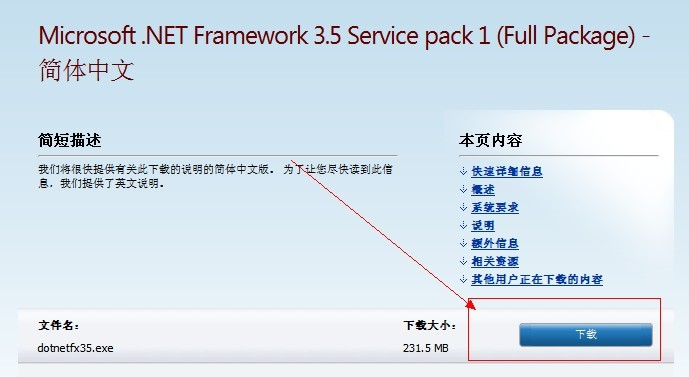 Microsoft .NET Framework 3.5 Service pack 1 (Full Package) -
简体中文
简短描述
我们将很快提供有关此下载的说明的简体中文版。 为了让您尽快读到此信
息，我们提供了英文说明。
本页内容
快速详细信息
概述
系统要求
说明
额外信息
相关资源
其他用户正在下载的内容
文件名:
下载大小:
dotnetfx35.exe
231.5 MB
下载